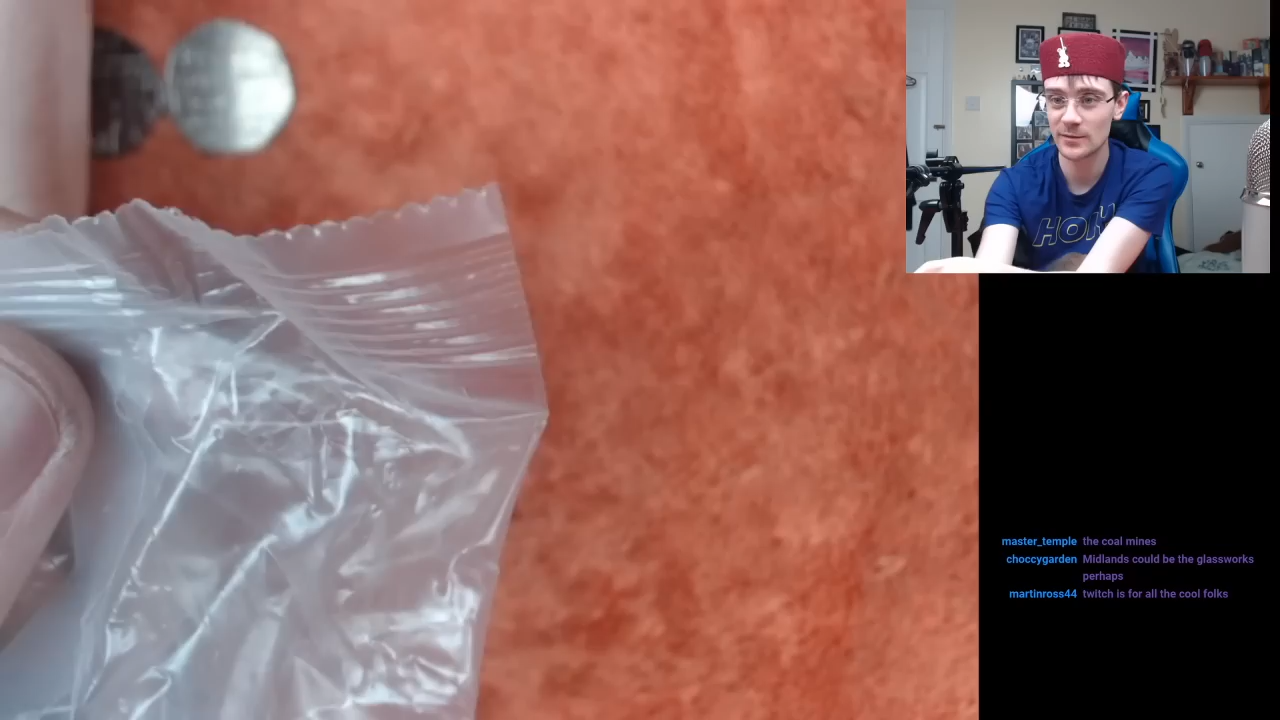 HOM
master_temple the coal mines
choccygarden Midlands could be the glassworks
perhaps
martinross44 twitch is for all the cool folks